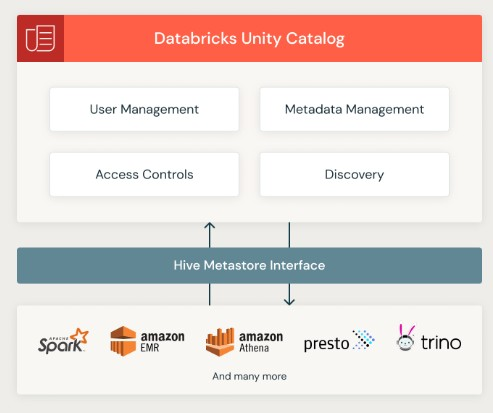 Databricks Unity Catalog
User Management
Metadata Management
Access Controls
Discovery
Hive Metastore Interface
APACHE
Spark
amazon
EMR
amazon
Athena
presto
trino
And many more